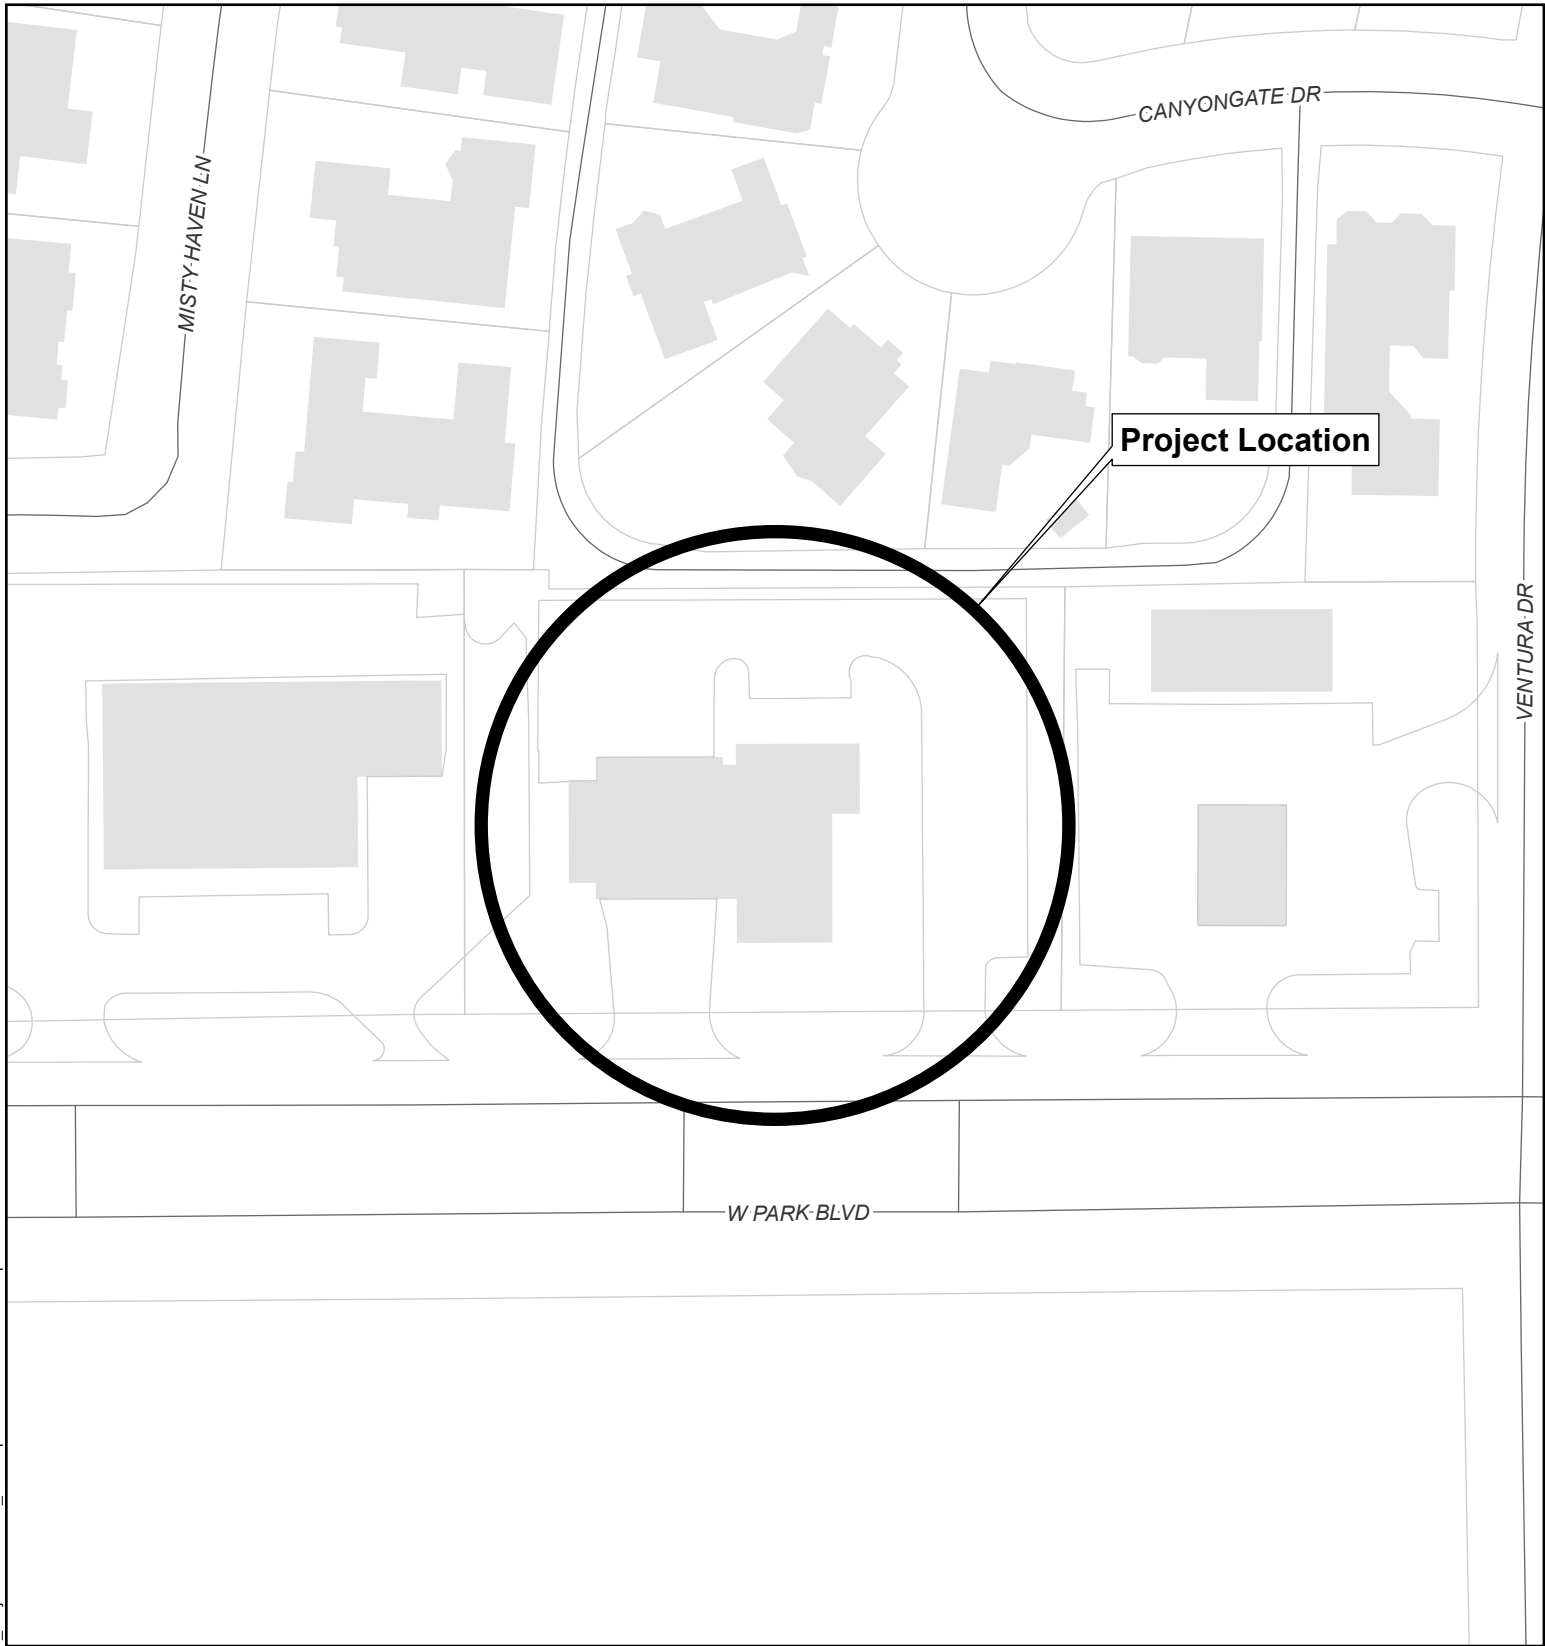 CANYONGATE DR
MISTY HAVEN LN
Project Location
VENTURA DR
W PARK BLVD